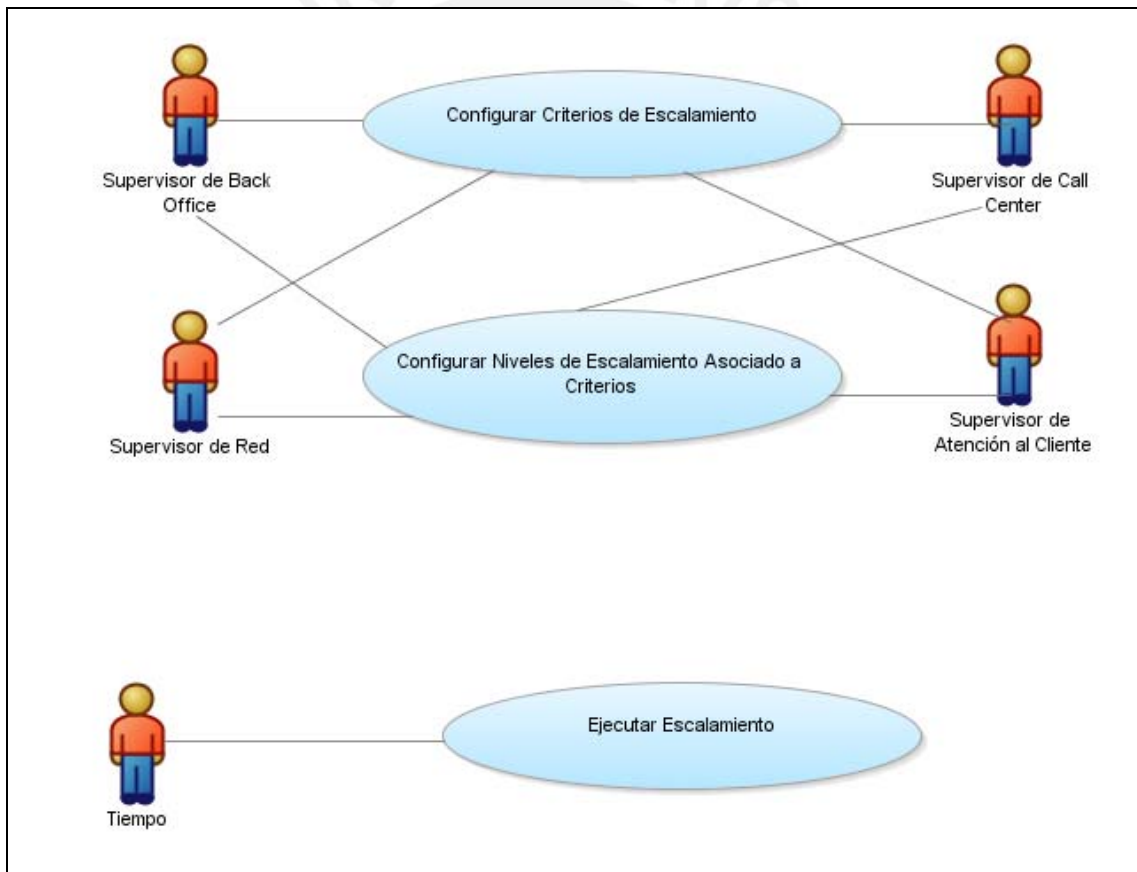 Configurar Criterios de Escalamiento
Supervisor de Back
Office
Supervisor de Call
Center
Configurar Niveles de Escalamiento Asociado a
Criterios
Supervisor de Red
Supervisor de
Atención al Cliente
Ejecutar Escalamiento
Tiempo